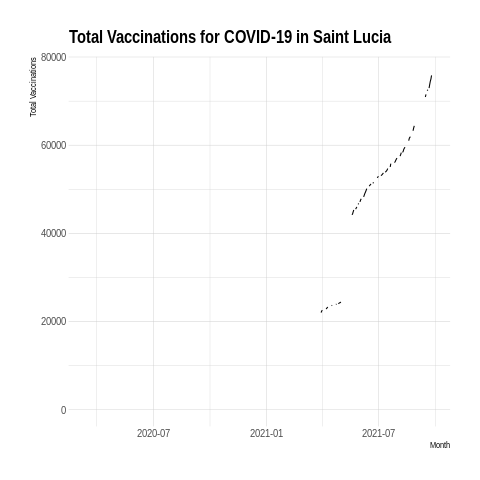 Total Vaccinations for COVID-19 in Saint Lucia
Total Vaccinations
80000
60000
40000
20000
0
2020-07 2021-01 2021-07
Month